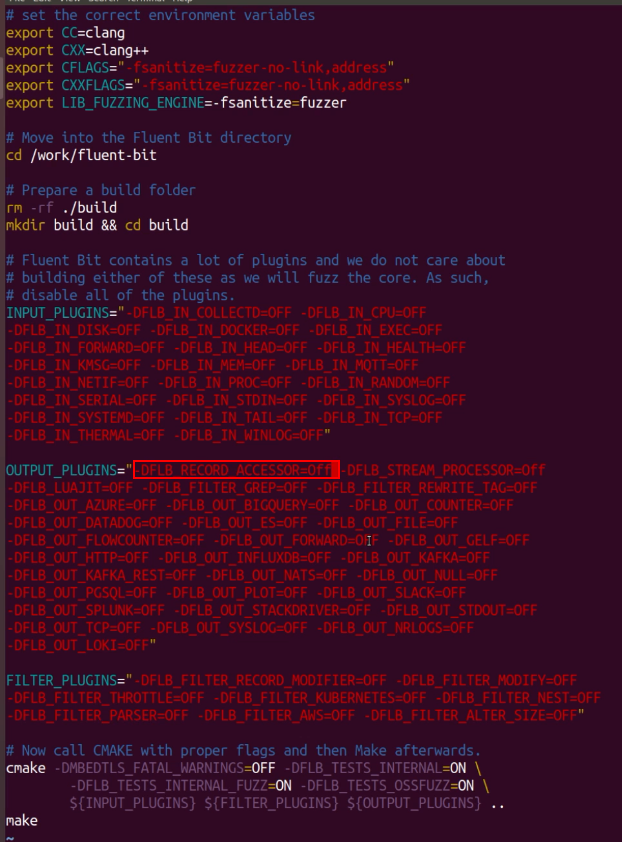 # set the correct environment variables
export CC=clang
export CXX=clang++
export CFLAGS="-fsanitize=fuzzer-no-link,address"
export CXXFLAGS="-fsanitize=fuzzer-no-link,address"
export LIB_FUZZING_ENGINE=-fsanitize=fuzzer

# Move into the Fluent Bit directory
cd /work/fluent-bit

# Prepare a build folder
rm -rf ./build
mkdir build && cd build

# Fluent Bit contains a lot of plugins and we do not care about
# building either of these as we will fuzz the core. As such,
# disable all of the plugins.
INPUT_PLUGINS="-DFLB_IN_COLLECTD=OFF -DFLB_IN_CPU=OFF
-DFLB_IN_DISK=OFF -DFLB_IN_DOCKER=OFF -DFLB_IN_EXEC=OFF
-DFLB_IN_FORWARD=OFF -DFLB_IN_HEAD=OFF -DFLB_IN_HEALTH=OFF
-DFLB_IN_KMSG=OFF -DFLB_IN_MEM=OFF -DFLB_IN_MQTT=OFF
-DFLB_IN_NETIF=OFF -DFLB_IN_PROC=OFF -DFLB_IN_RANDOM=OFF
-DFLB_IN_SERIAL=OFF -DFLB_IN_STDIN=OFF -DFLB_IN_SYSLOG=OFF
-DFLB_IN_SYSTEMD=OFF -DFLB_IN_TAIL=OFF -DFLB_IN_TCP=OFF
-DFLB_IN_THERMAL=OFF -DFLB_IN_WINLOG=OFF"

OUTPUT_PLUGINS="-DFLB_RECORD_ACCESSOR=Off -DFLB_STREAM_PROCESSOR=Off
-DFLB_LUAJIT=OFF -DFLB_FILTER_GREP=OFF -DFLB_FILTER_REWRITE_TAG=OFF
-DFLB_OUT_AZURE=OFF -DFLB_OUT_BIGQUERY=OFF -DFLB_OUT_COUNTER=OFF
-DFLB_OUT_DATADOG=OFF -DFLB_OUT_ES=OFF -DFLB_OUT_FILE=OFF
-DFLB_OUT_FLOWCOUNTER=OFF -DFLB_OUT_FORWARD=OFF -DFLB_OUT_GELF=OFF
-DFLB_OUT_HTTP=OFF -DFLB_OUT_INFLUXDB=OFF -DFLB_OUT_KAFKA=OFF
-DFLB_OUT_KAFKA_REST=OFF -DFLB_OUT_NATS=OFF -DFLB_OUT_NULL=OFF
-DFLB_OUT_PGSQL=OFF -DFLB_OUT_PLOT=OFF -DFLB_OUT_SLACK=OFF
-DFLB_OUT_SPLUNK=OFF -DFLB_OUT_STACKDRIVER=OFF -DFLB_OUT_STDOUT=OFF
-DFLB_OUT_TCP=OFF -DFLB_OUT_SYSLOG=OFF -DFLB_OUT_NRLOGS=OFF
-DFLB_OUT_LOKI=OFF"

FILTER_PLUGINS="-DFLB_FILTER_RECORD_MODIFIER=OFF -DFLB_FILTER_MODIFY=OFF
-DFLB_FILTER_THROTTLE=OFF -DFLB_FILTER_KUBERNETES=OFF -DFLB_FILTER_NEST=OFF
-DFLB_FILTER_PARSER=OFF -DFLB_FILTER_AWS=OFF -DFLB_FILTER_ALTER_SIZE=OFF"

# Now call CMAKE with proper flags and then Make afterwards.
cmake -DMBEDTLS_FATAL_WARNINGS=OFF -DFLB_TESTS_INTERNAL=ON \
-DFLB_TESTS_INTERNAL_FUZZ=ON -DFLB_TESTS_OSSFUZZ=ON \
${INPUT_PLUGINS} ${FILTER_PLUGINS} ${OUTPUT_PLUGINS} ..
make
~